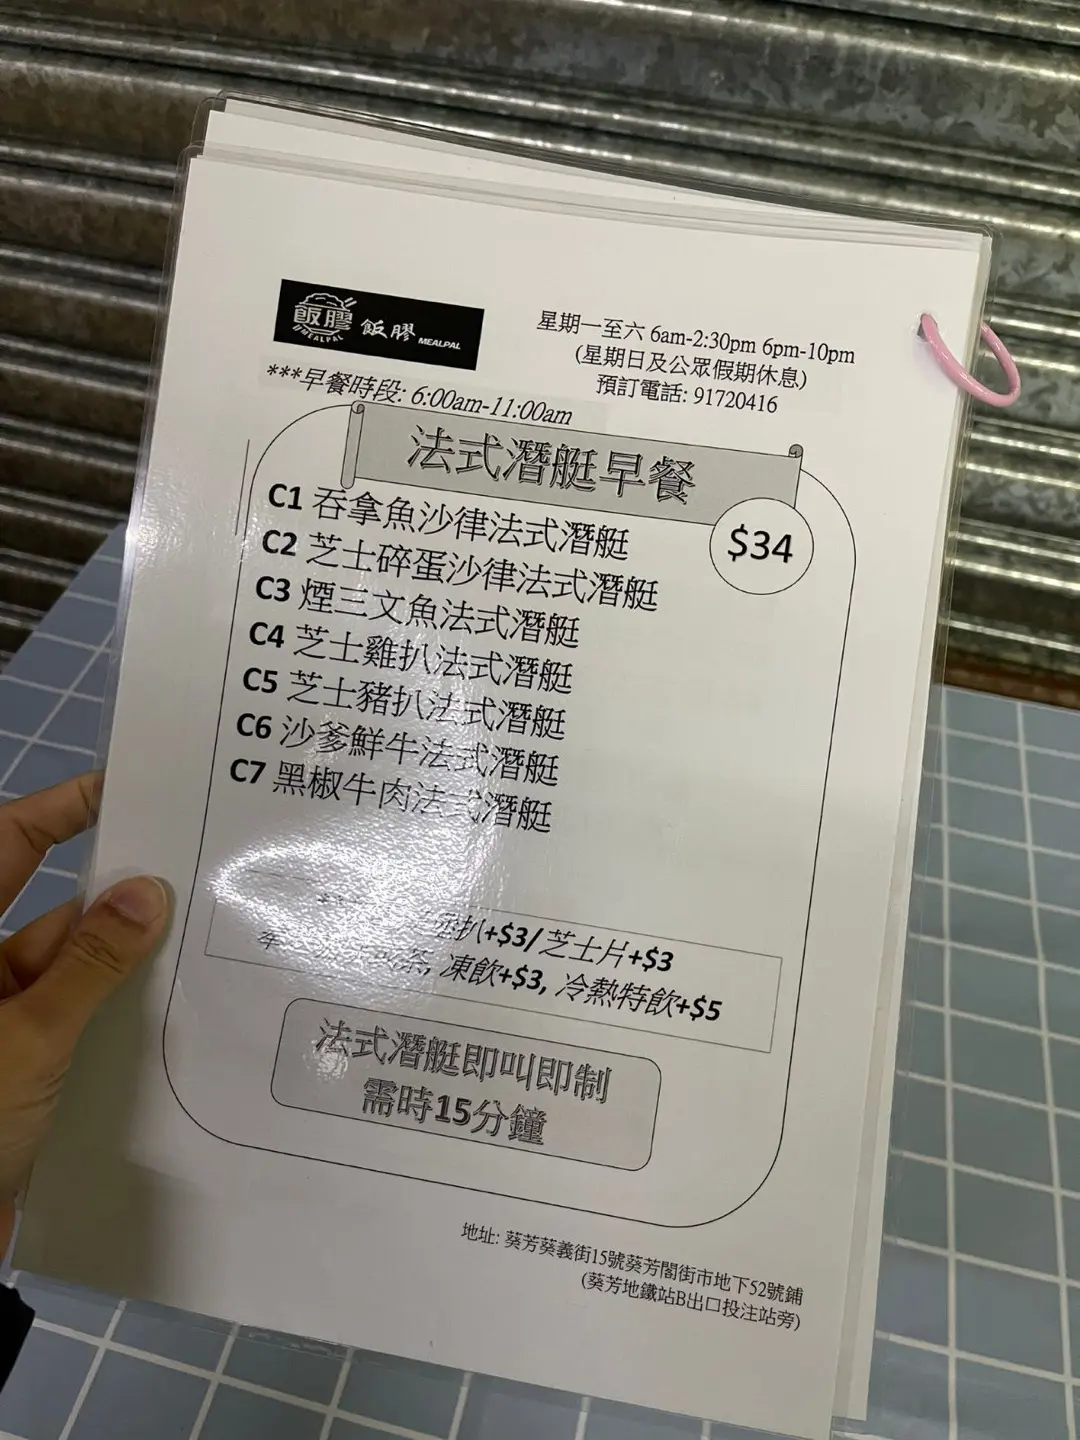 飯膠
MEALPAL
飯膠 MEALPAL
星期一至六 6am-2:30pm 6pm-10pm
(星期日及公眾假期休息)
預訂電話: 91720416
***早餐時段: 6:00am-11:00am
法式潛艇早餐
$34
C1 吞拿魚沙律法式潛艇
C2 芝士碎蛋沙律法式潛艇
C3 煙三文魚法式潛艇
C4 芝士雞扒法式潛艇
C5 芝士豬扒法式潛艇
C6 沙爹鮮牛法式潛艇
C7 黑椒牛肉法式潛艇
扒+$3/芝士片+$3
茶, 凍飲+$3, 冷熱特飲+$5
法式潛艇即叫即制
需時15分鐘
地址: 葵芳葵義街15號葵芳閣街市地下52號鋪
(葵芳地鐵站B出口投注站旁)